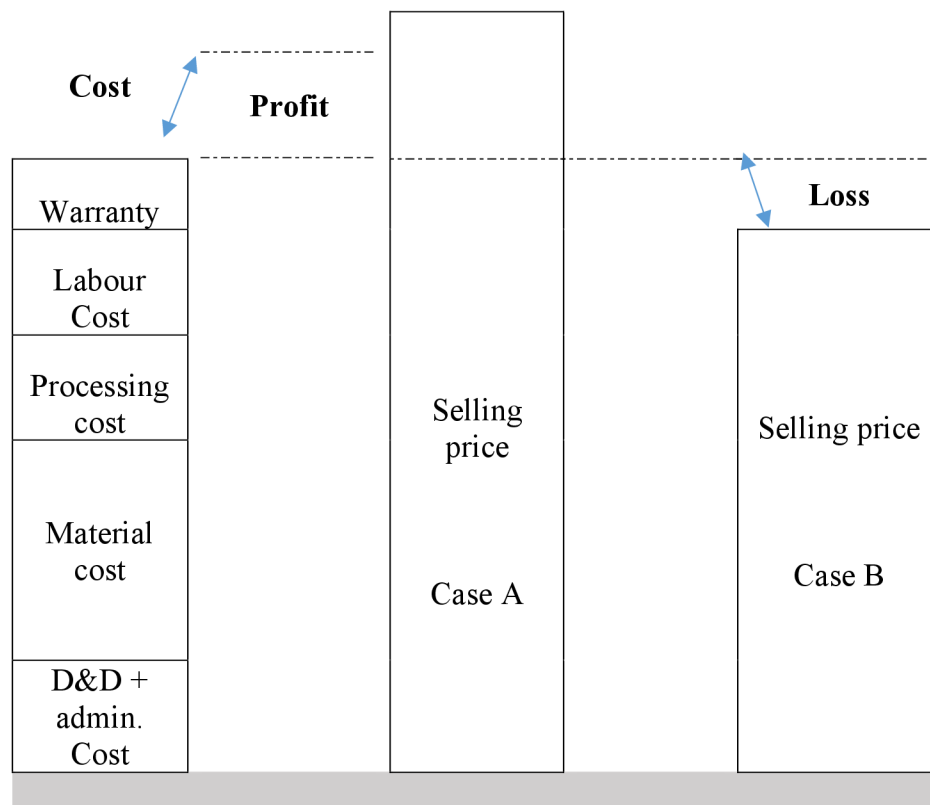 Cost
Profit
Warranty
Labour
Cost
Processing
cost
Material
cost
D&D +
admin.
Cost
Selling
price
Case A
Loss
Selling price
Case B